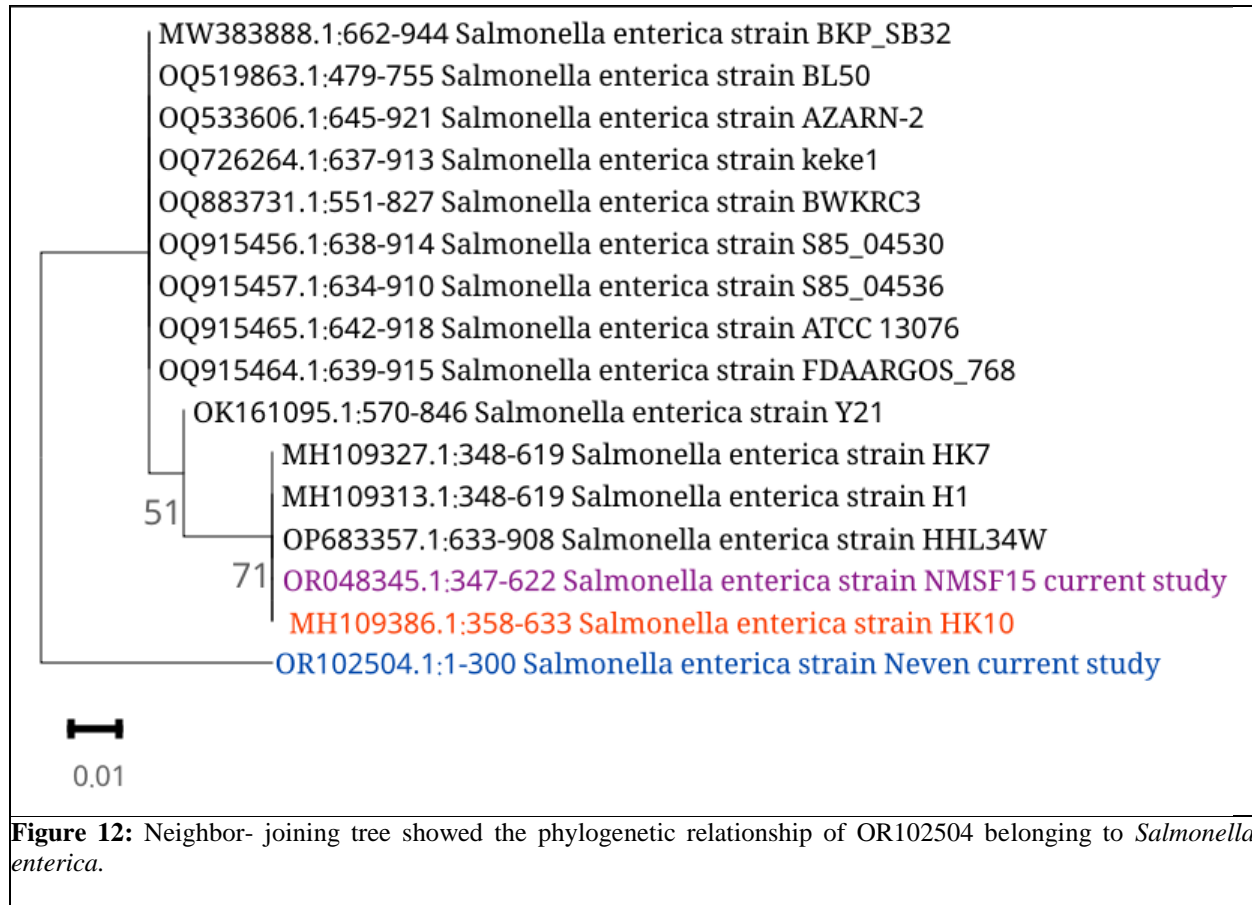 MW383888.1:662-944 Salmonella enterica strain BKP_SB32
OQ519863.1:479-755 Salmonella enterica strain BL50
OQ533606.1:645-921 Salmonella enterica strain AZARN-2
OQ726264.1:637-913 Salmonella enterica strain keke1
OQ883731.1:551-827 Salmonella enterica strain BWKRC3
OQ915456.1:638-914 Salmonella enterica strain S85_04530
OQ915457.1:634-910 Salmonella enterica strain S85_04536
OQ915465.1:642-918 Salmonella enterica strain ATCC 13076
OQ915464.1:639-915 Salmonella enterica strain FDAARGOS_768
OK161095.1:570-846 Salmonella enterica strain Y21
MH109327.1:348-619 Salmonella enterica strain HK7
MH109313.1:348-619 Salmonella enterica strain H1
51
OP683357.1:633-908 Salmonella enterica strain HHL34W
71
OR048345.1:347-622 Salmonella enterica strain NMSF15 current study
MH109386.1:358-633 Salmonella enterica strain HK10
OR102504.1:1-300 Salmonella enterica strain Neven current study
0.01
Figure 12: Neighbor- joining tree showed the phylogenetic relationship of OR102504 belonging to Salmonella
enterica.